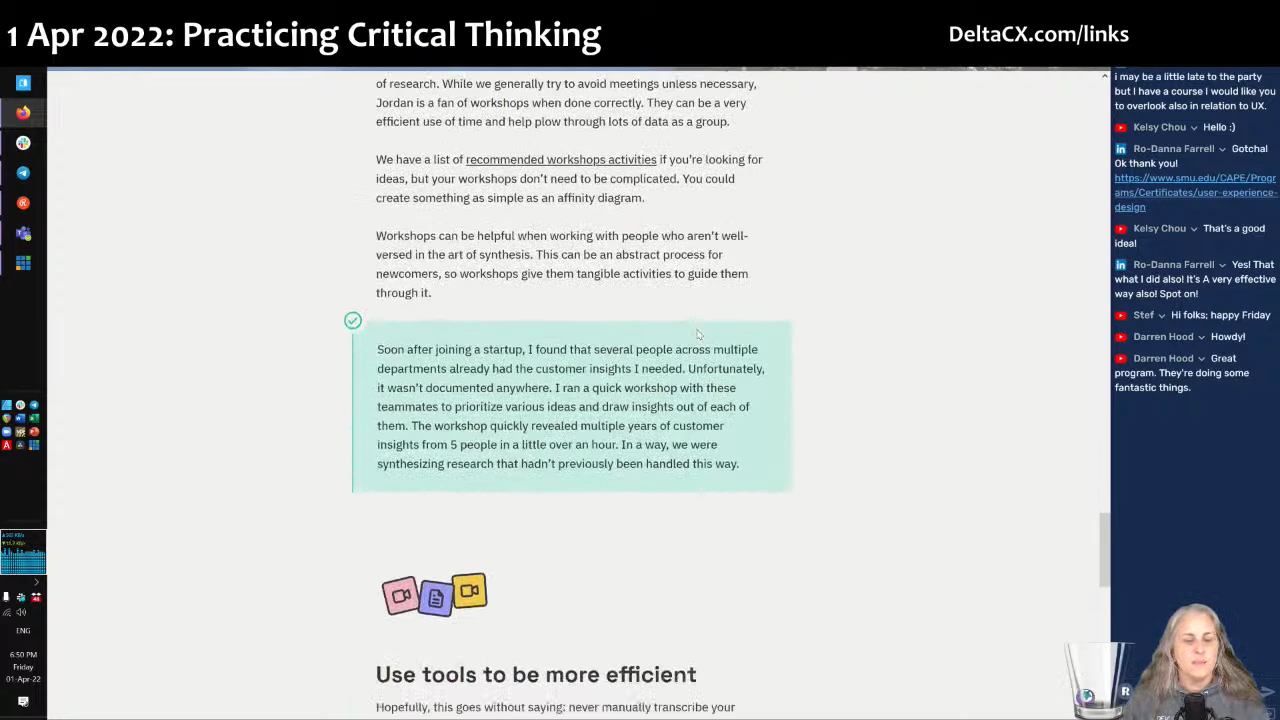 1 Apr 2022: Practicing Critical Thinking
DeltaCX.com/links
of research. While we generally try to avoid meetings unless necessary,
Jordan is a fan of workshops when done correctly. They can be a very
efficient use of time and help plow through lots of data as a group.
We have a list of recommended workshops activities if you're looking for
ideas, but your workshops don't need to be complicated. You could
create something as simple as an affinity diagram.
Workshops can be helpful when working with people who aren't well-
versed in the art of synthesis. This can be an abstract process for
newcomers, so workshops give them tangible activities to guide them
through it.
Soon after joining a startup, I found that several people across multiple
departments already had the customer insights I needed. Unfortunately,
it wasn't documented anywhere. I ran a quick workshop with these
teammates to prioritize various ideas and draw insights out of each of
them. The workshop quickly revealed multiple years of customer
insights from 5 people in a little over an hour. In a way, we were
synthesizing research that hadn't previously been handled this way.
Use tools to be more efficient
Hopefully, this goes without saying: never manually transcribe your
i may be a little late to the party
but I have a course I would like you
to overlook also in relation to UX.
Kelsy Chou Hello :)
Ro-Danna Farrell Gotcha!
Ok thank you!
https://www.smu.edu/CAPE/Progr
ams/Certificates/user-experience-
design
Kelsy Chou That's a good
idea!
Ro-Danna Farrell Yes! That
what I did also! It's A very effective
way also! Spot on!
Stef Hi folks; happy Friday
Darren Hood Howdy!
Darren Hood Great
program. They're doing some
fantastic things.
ENG
6:50 PM
Friday
01-Apr-22
R